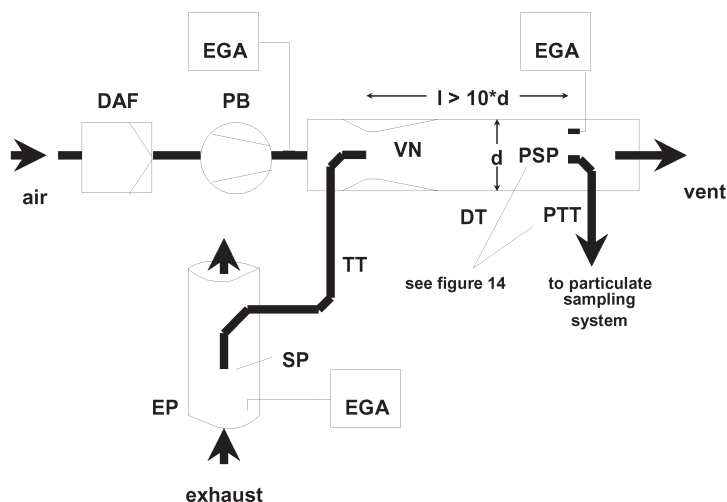 EGA
EGA
DAF
PB
l > 10*d
VN
d
PSP
air
vent
DT
PTT
TT
see figure 14
to particulate
sampling
system
SP
EP
EGA
exhaust